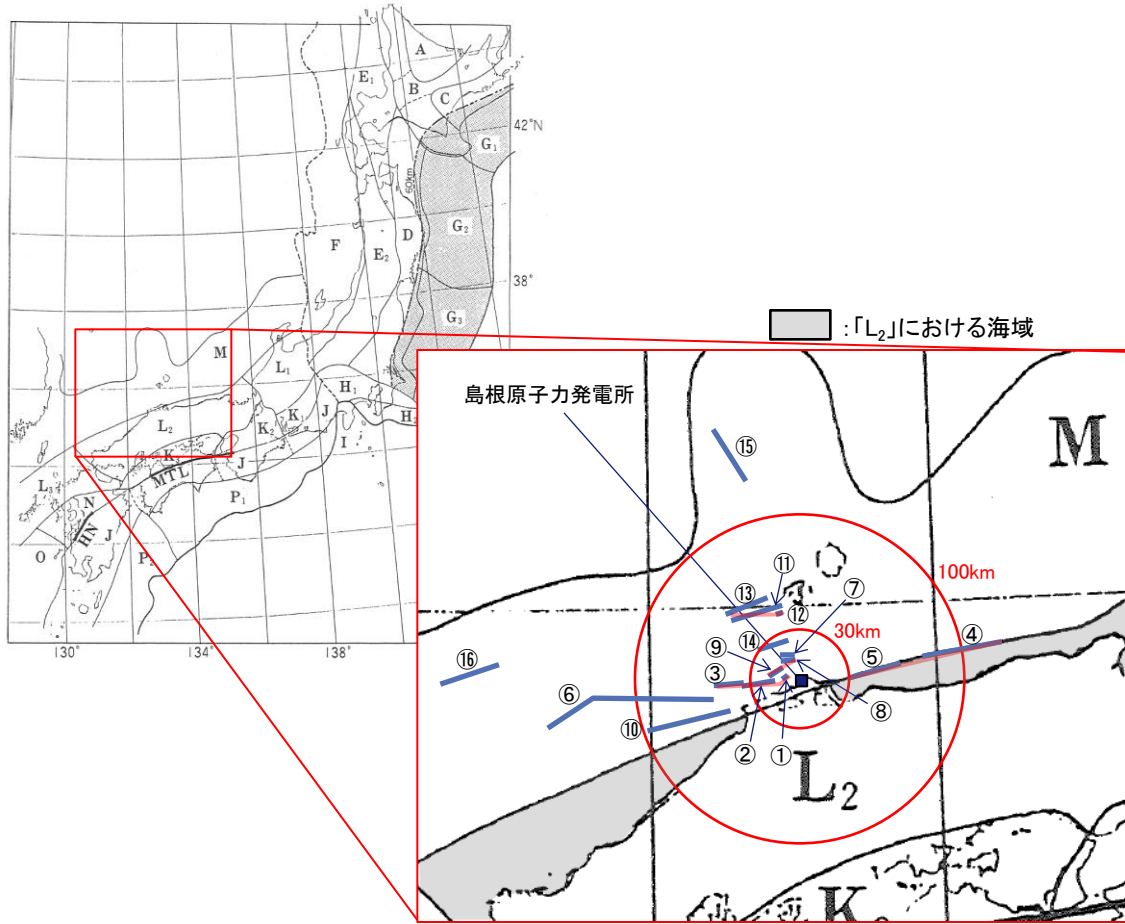 A
E₁
B
C
42°N
G₁
60km
D
G₂
F
E₂
38°
G₃
M
L₁
H₁
K₁
J
H
K₂
I
L₂
K
J
MTL
P₁
L₃
N
HN
J
O
P₂
130°
134°
138°
:「L₂」における海域
島根原子力発電所
M
⑮
100km
⑬
⑪
⑦
⑫
30km
⑭
④
⑨
⑤
⑯
③
⑥
⑧
⑩
②
①
L₂
K